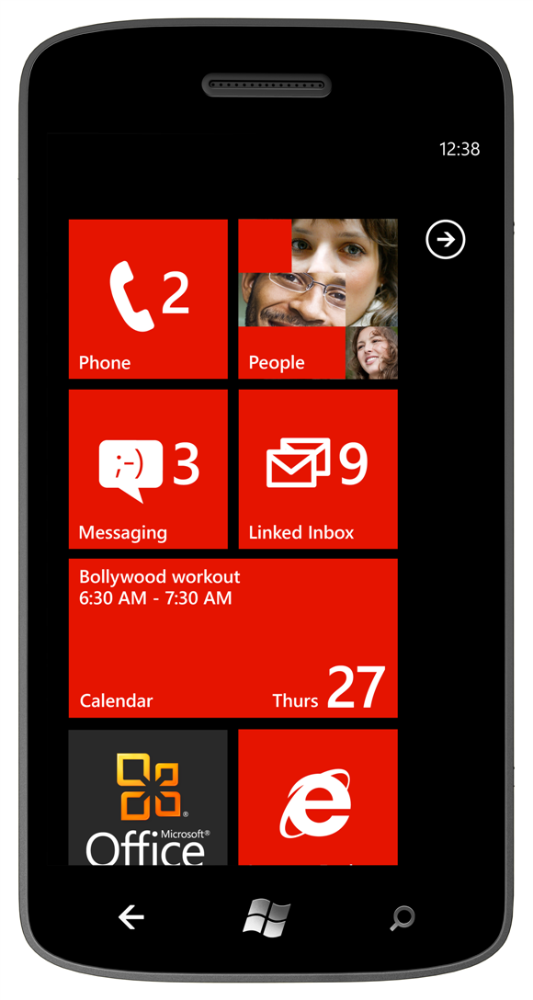 12:38
2
Phone
People
;-) 3
Messaging
9
Linked Inbox
Bollywood workout
6:30 AM - 7:30 AM
Calendar
Thurs 27
Microsoft®
Office